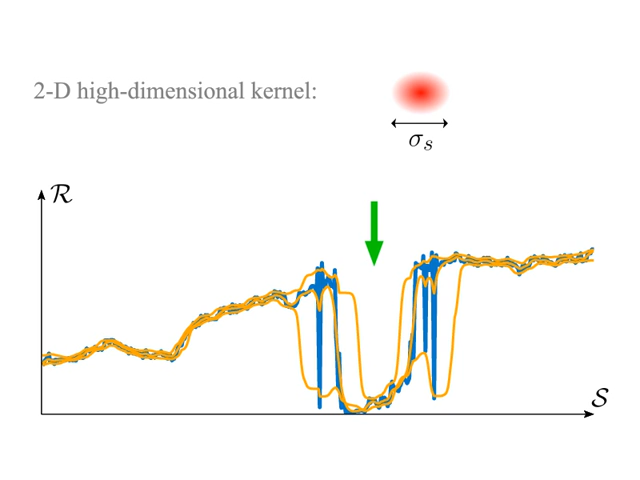 2-D high-dimensional kernel:
σₛ
ℛ
𝒮